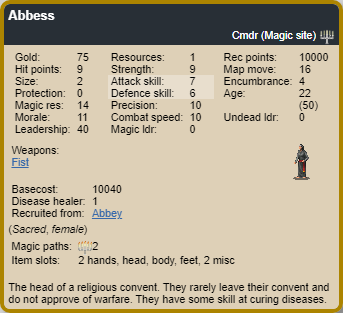 Abbess
Cmdr (Magic site)
Gold: 75 Resources: 1 Rec points: 10000
Hit points: 9 Strength: 9 Map move: 16
Size: 2 Attack skill: 7 Encumbrance: 4
Protection: 0 Defence skill: 6 Age: 22
Magic res: 14 Precision: 10 (50)
Morale: 11 Combat speed: 10 Undead ldr: 0
Leadership: 40 Magic ldr: 0
Weapons:
Fist
Basecost: 10040
Disease healer: 1
Recruited from: Abbey
(Sacred, female)
Magic paths: 2
Item slots: 2 hands, head, body, feet, 2 misc
The head of a religious convent. They rarely leave their convent and
do not approve of warfare. They have some skill at curing diseases.